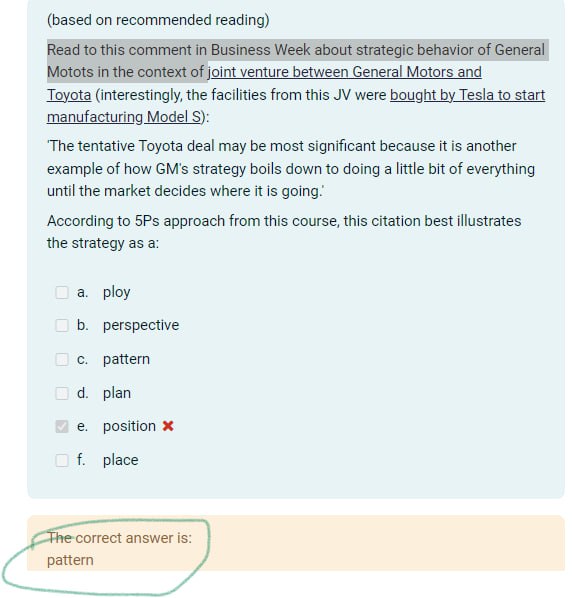 (based on recommended reading)
Read to this comment in Business Week about strategic behavior of General
Motots in the context of joint venture between General Motors and
Toyota (interestingly, the facilities from this JV were bought by Tesla to start
manufacturing Model S):
'The tentative Toyota deal may be most significant because it is another
example of how GM's strategy boils down to doing a little bit of everything
until the market decides where it is going.'
According to 5Ps approach from this course, this citation best illustrates
the strategy as a:
a. ploy
b. perspective
c. pattern
d. plan
e. position
f. place
The correct answer is:
pattern